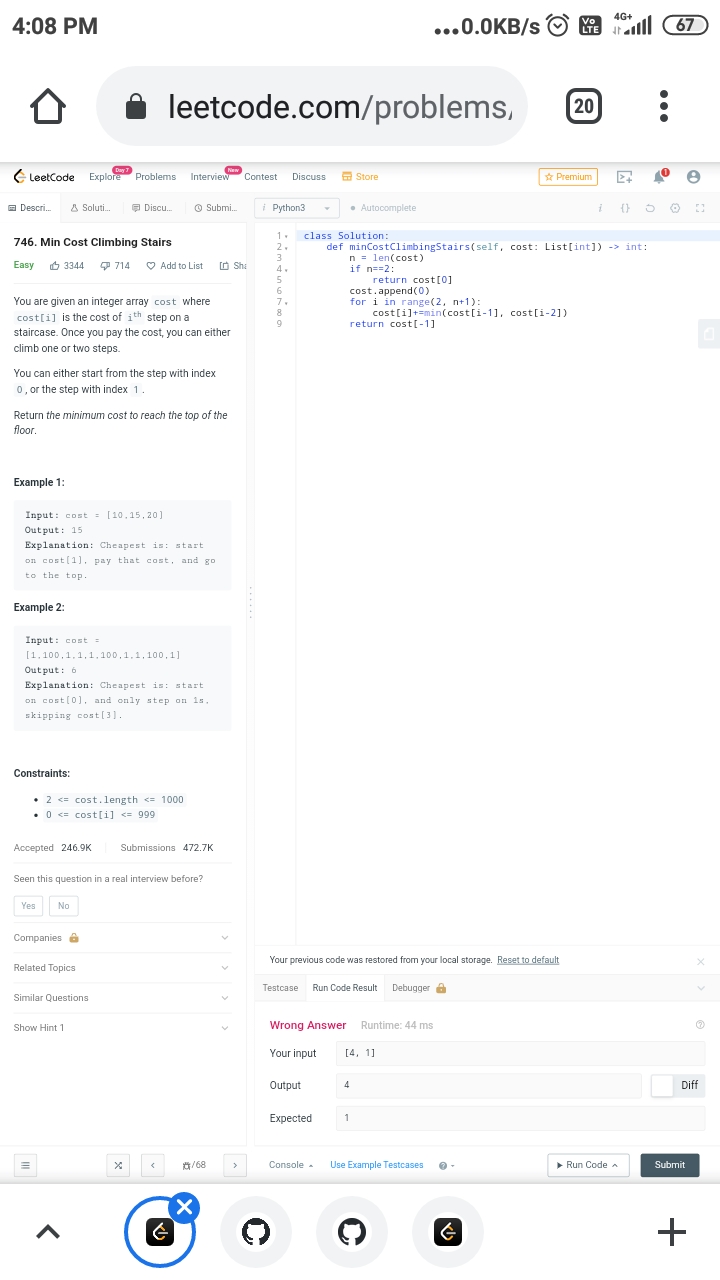 4:08 PM
...0.0KB/s Vo LTE 4G+ 67
leetcode.com/problems/
20
LeetCode Explore Day 7 Problems Interview New Contest Discuss Store Premium 1
Descri... Soluti... Discu... Submi... i Python3 Autocomplete i {}
746. Min Cost Climbing Stairs
Easy 3344 714 Add to List Sha
You are given an integer array cost where
cost[i] is the cost of ith step on a
staircase. Once you pay the cost, you can either
climb one or two steps.
You can either start from the step with index
0, or the step with index 1.
Return the minimum cost to reach the top of the
floor.
Example 1:
Input: cost = [10,15,20]
Output: 15
Explanation: Cheapest is: start
on cost[1], pay that cost, and go
to the top.
Example 2:
Input: cost =
[1,100,1,1,1,100,1,1,100,1]
Output: 6
Explanation: Cheapest is: start
on cost[0], and only step on 1s,
skipping cost[3].
Constraints:
• 2 <= cost.length <= 1000
• 0 <= cost[i] <= 999
Accepted 246.9K Submissions 472.7K
Seen this question in a real interview before?
Yes No
Companies
Related Topics
Similar Questions
Show Hint 1
1 class Solution:
2 def minCostClimbingStairs(self, cost: List[int]) -> int:
3 n = len(cost)
4 if n==2:
5 return cost[0]
6 cost.append(0)
7 for i in range(2, n+1):
8 cost[i]+=min(cost[i-1], cost[i-2])
9 return cost[-1]
Your previous code was restored from your local storage. Reset to default
Testcase Run Code Result Debugger
Wrong Answer Runtime: 44 ms
Your input [4, 1]
Output 4 Diff
Expected 1
/68 Console Use Example Testcases Run Code Submit